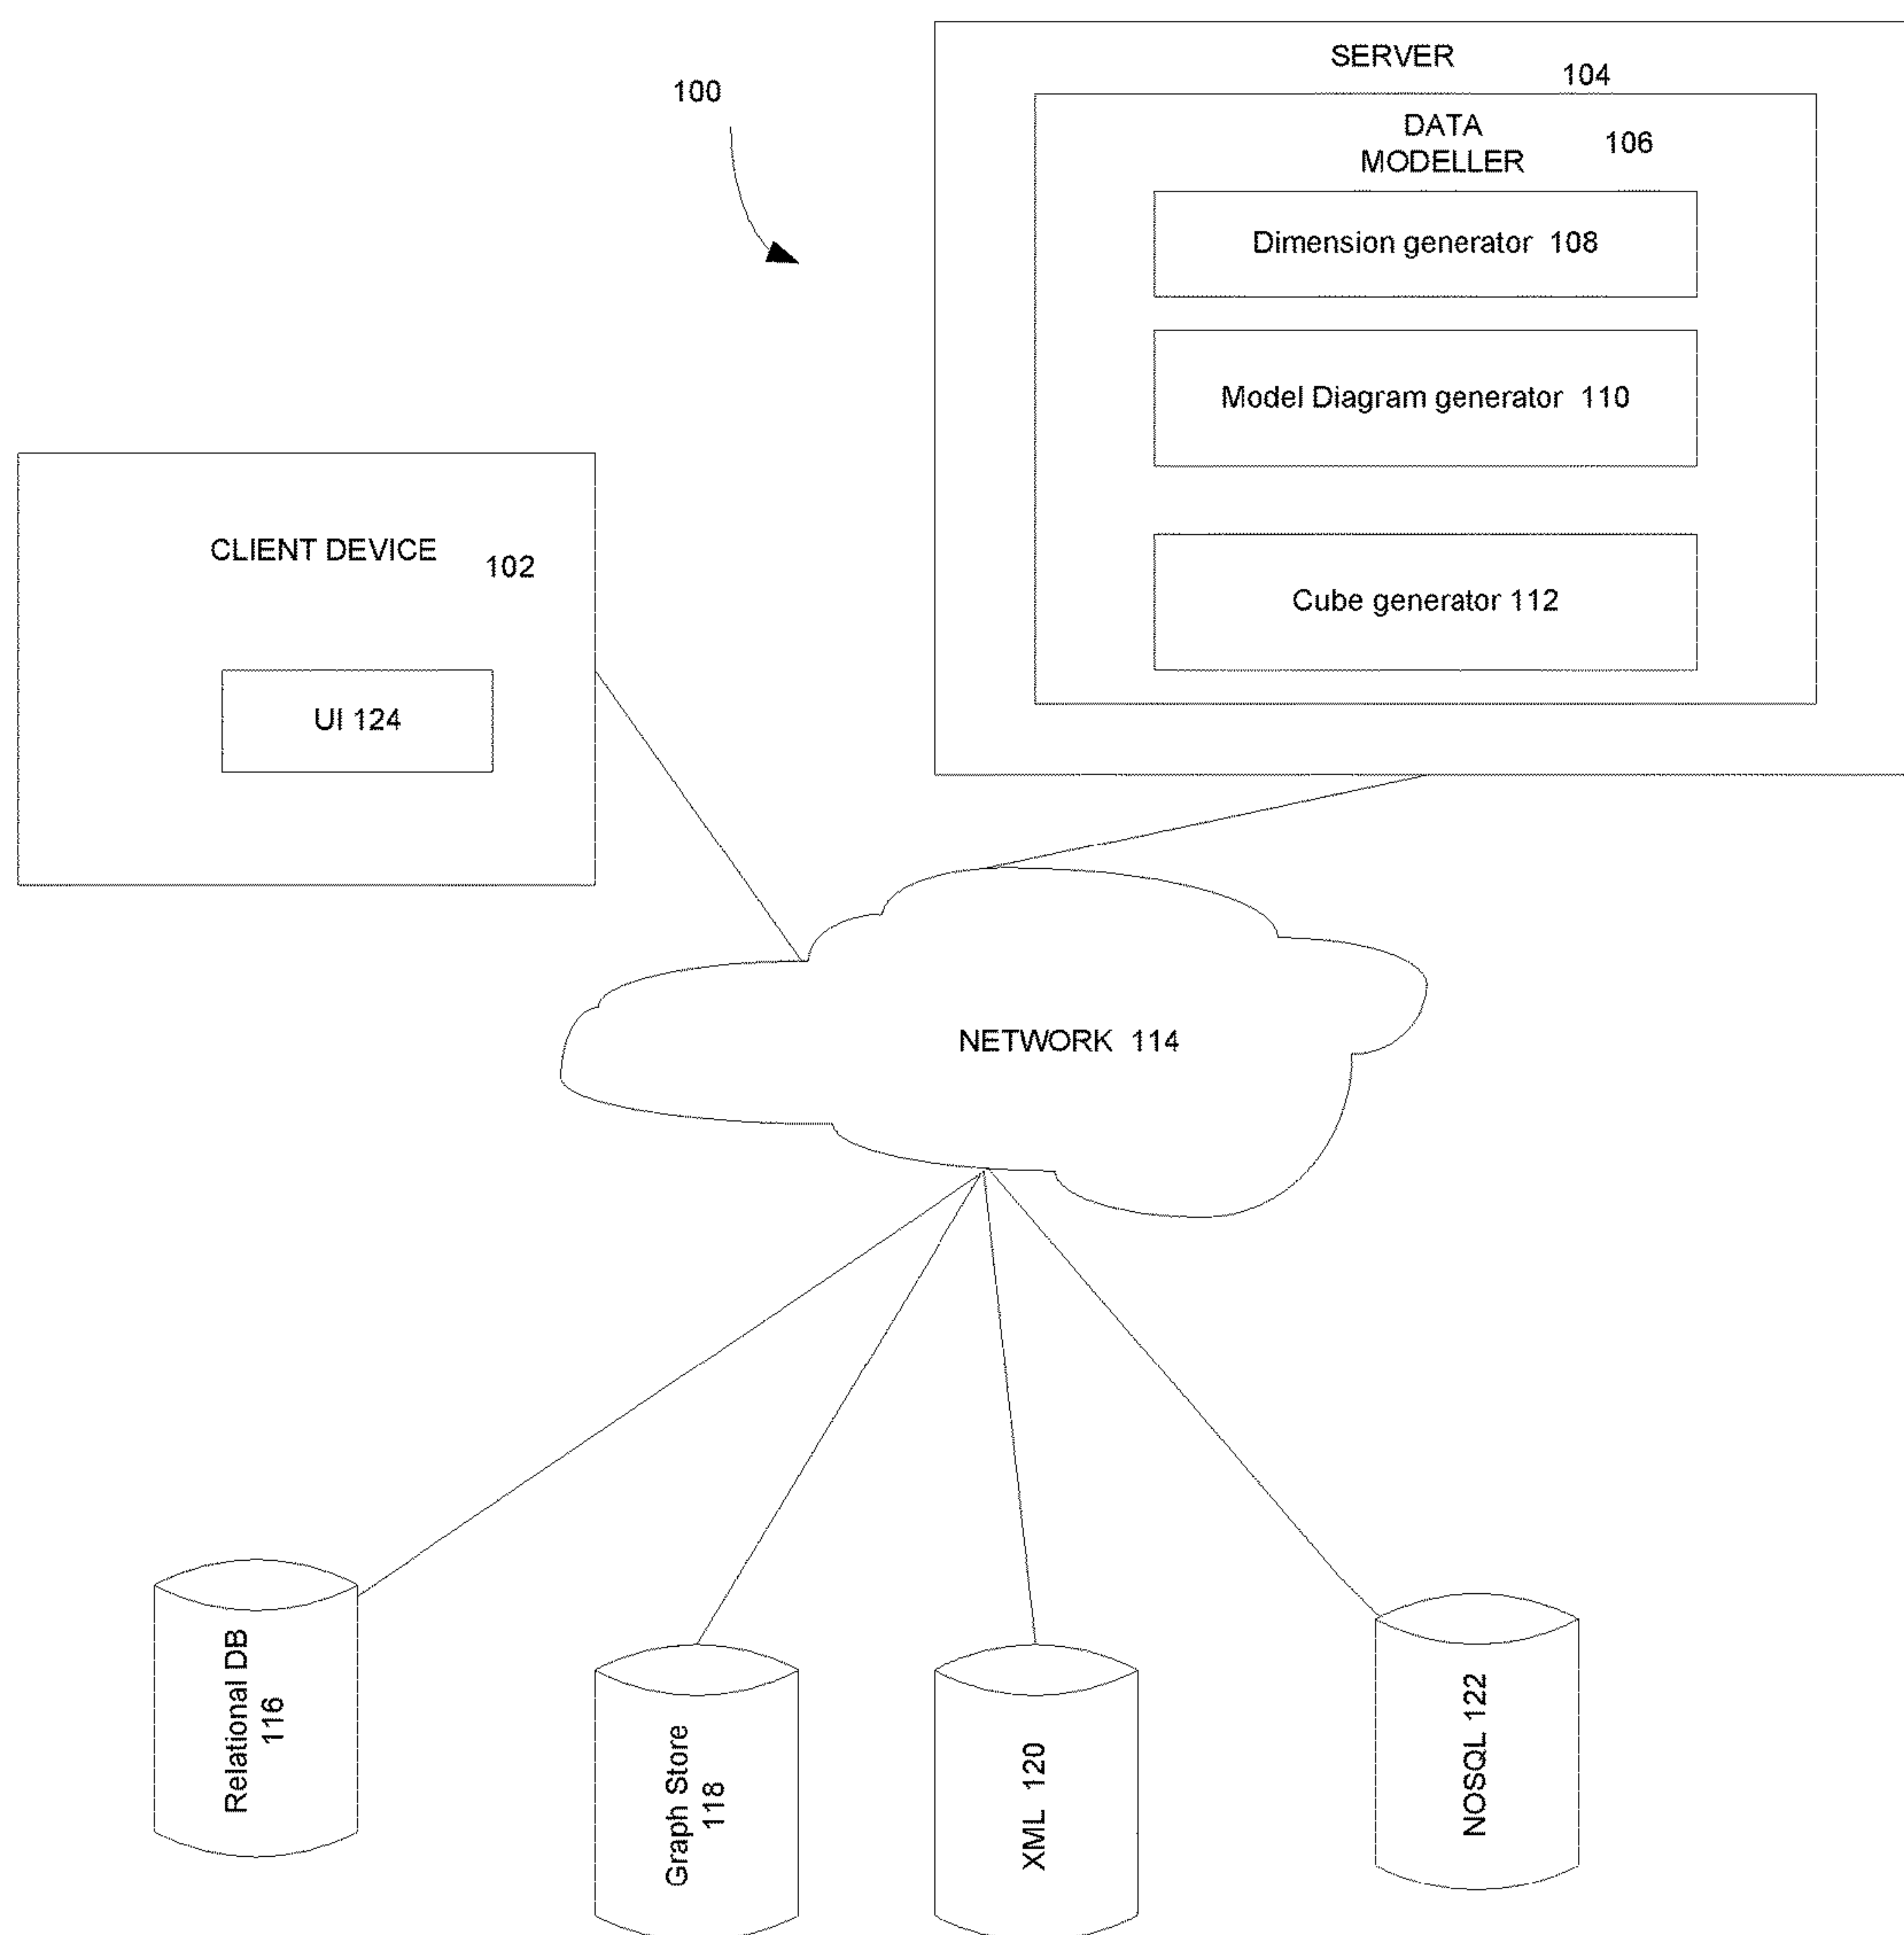 100
SERVER
104
DATA
MODELLER
106
Dimension generator 108
Model Diagram generator 110
Cube generator 112
CLIENT DEVICE
102
UI 124
NETWORK 114
Relational DB
116
Graph Store
118
XML 120
NOSQL 122